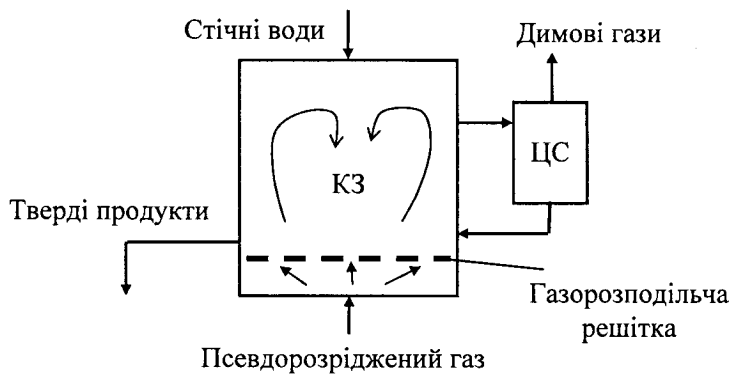 Стічні води
Димові гази
ЦС
КЗ
Тверді продукти
Газорозподільча
решітка
Псевдорозріджений газ